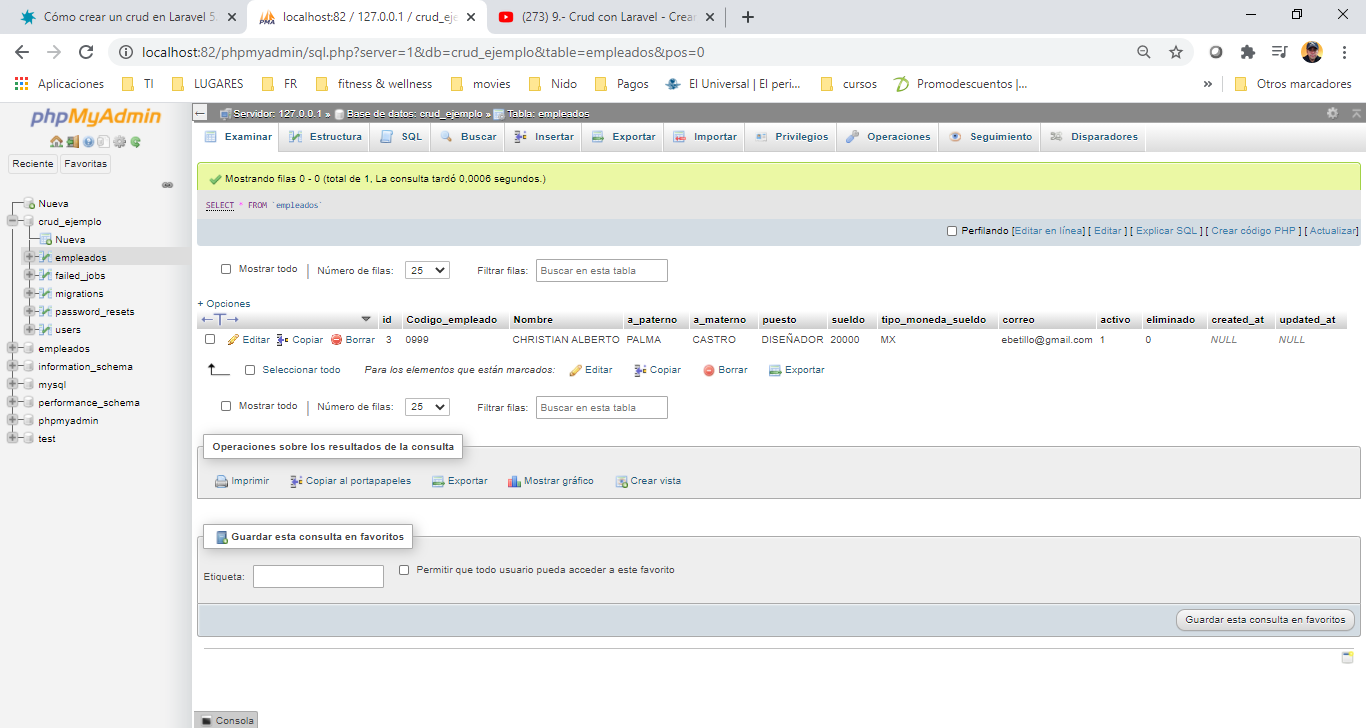 Cómo crear un crud en Laravel 5. localhost:82 / 127.0.0.1 / crud_eje (273) 9.- Crud con Laravel - Crear
localhost:82/phpmyadmin/sql.php?server=1&db=crud_ejemplo&table=empleados&pos=0
Aplicaciones TI LUGARES FR fitness & wellness movies Nido Pagos El Universal | El peri... cursos Promodescuentos |... » Otros marcadores
phpMyAdmin
Reciente Favoritas
Nueva
crud_ejemplo
Nueva
empleados
failed_jobs
migrations
password_resets
users
empleados
information_schema
mysql
performance_schema
phpmyadmin
test
Servidor: 127.0.0.1 » Base de datos: crud_ejemplo » Tabla: empleados
Examinar Estructura SQL Buscar Insertar Exportar Importar Privilegios Operaciones Seguimiento Disparadores
Mostrando filas 0 - 0 (total de 1, La consulta tardó 0,0006 segundos.)
SELECT * FROM `empleados`
Perfilando [Editar en línea] [ Editar ] [ Explicar SQL ] [ Crear código PHP ] [ Actualizar]
Mostrar todo | Número de filas: 25 Filtrar filas: Buscar en esta tabla
+ Opciones
←T→ id Codigo_empleado Nombre a_paterno a_materno puesto sueldo tipo_moneda_sueldo correo activo eliminado created_at updated_at
Editar Copiar Borrar 3 0999 CHRISTIAN ALBERTO PALMA CASTRO DISEÑADOR 20000 MX ebetillo@gmail.com 1 0 NULL NULL
Seleccionar todo Para los elementos que están marcados: Editar Copiar Borrar Exportar
Mostrar todo | Número de filas: 25 Filtrar filas: Buscar en esta tabla
Operaciones sobre los resultados de la consulta
Imprimir Copiar al portapapeles Exportar Mostrar gráfico Crear vista
Guardar esta consulta en favoritos
Etiqueta: Permitir que todo usuario pueda acceder a este favorito
Guardar esta consulta en favoritos
Consola